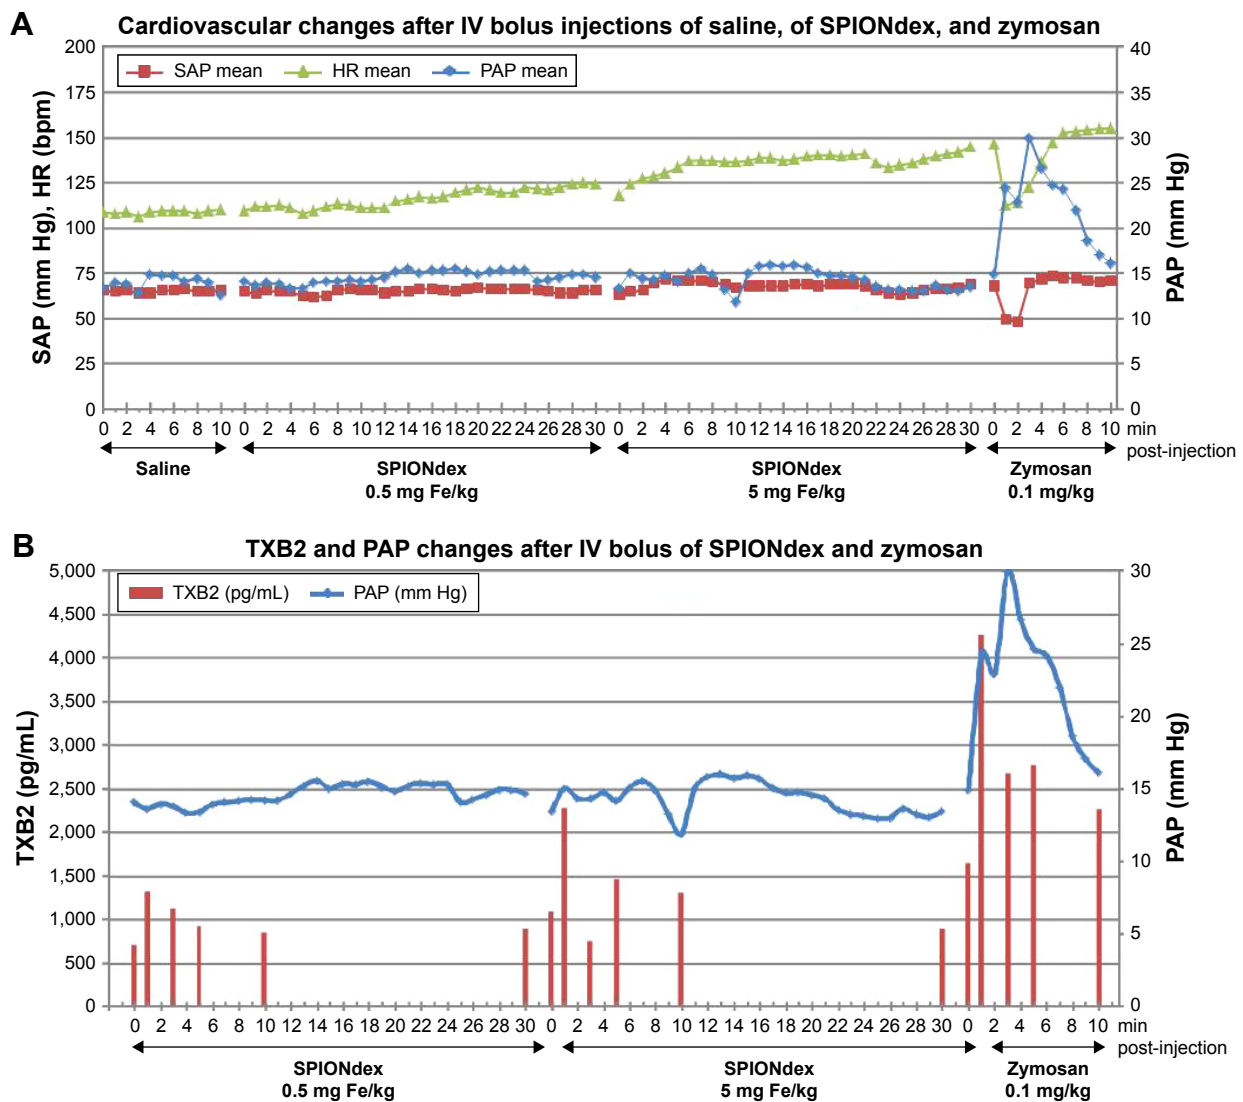 A
Cardiovascular changes after IV bolus injections of saline, of SPIONdex, and zymosan
SAP mean HR mean PAP mean
SAP (mm Hg), HR (bpm)
200
175
150
125
100
75
50
25
0
40
35
30
25
20
15
10
5
0
PAP (mm Hg)
0 2 4 6 8 10 0 2 4 6 8 10 12 14 16 18 20 22 24 26 28 30 0 2 4 6 8 10 12 14 16 18 20 22 24 26 28 30 0 2 4 6 8 10 min
post-injection
Saline SPIONdex SPIONdex Zymosan
0.5 mg Fe/kg 5 mg Fe/kg 0.1 mg/kg
B
TXB2 and PAP changes after IV bolus of SPIONdex and zymosan
TXB2 (pg/mL) PAP (mm Hg)
TXB2 (pg/mL)
5,000
4,500
4,000
3,500
3,000
2,500
2,000
1,500
1,000
500
0
30
25
20
15
10
5
0
PAP (mm Hg)
0 2 4 6 8 10 12 14 16 18 20 22 24 26 28 30 0 2 4 6 8 10 12 14 16 18 20 22 24 26 28 30 0 2 4 6 8 10 min
post-injection
SPIONdex SPIONdex Zymosan
0.5 mg Fe/kg 5 mg Fe/kg 0.1 mg/kg